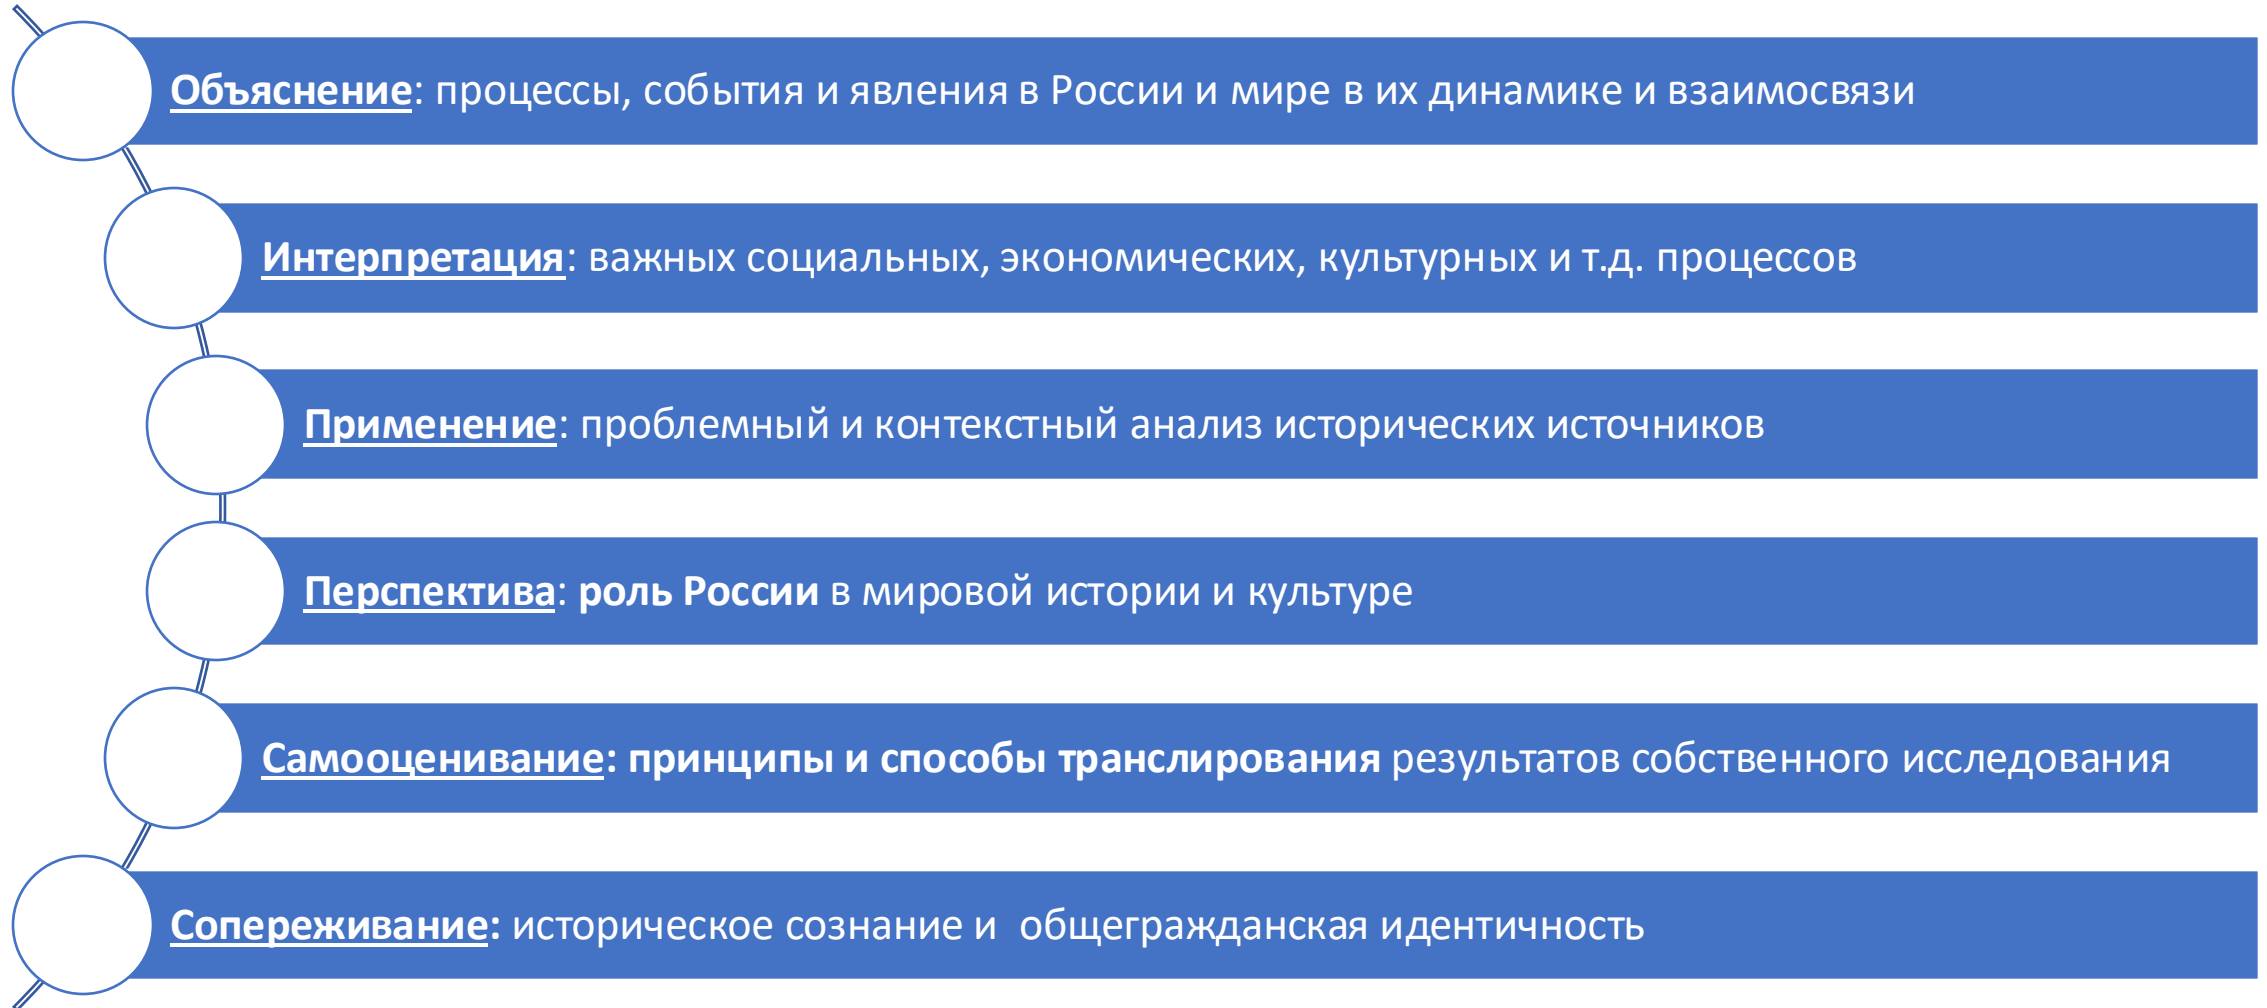 Объяснение: процессы, события и явления в России и мире в их динамике и взаимосвязи
Интерпретация: важных социальных, экономических, культурных и т.д. процессов
Применение: проблемный и контекстный анализ исторических источников
Перспектива: роль России в мировой истории и культуре
Самооценивание: принципы и способы транслирования результатов собственного исследования
Сопереживание: историческое сознание и  общегражданская идентичность